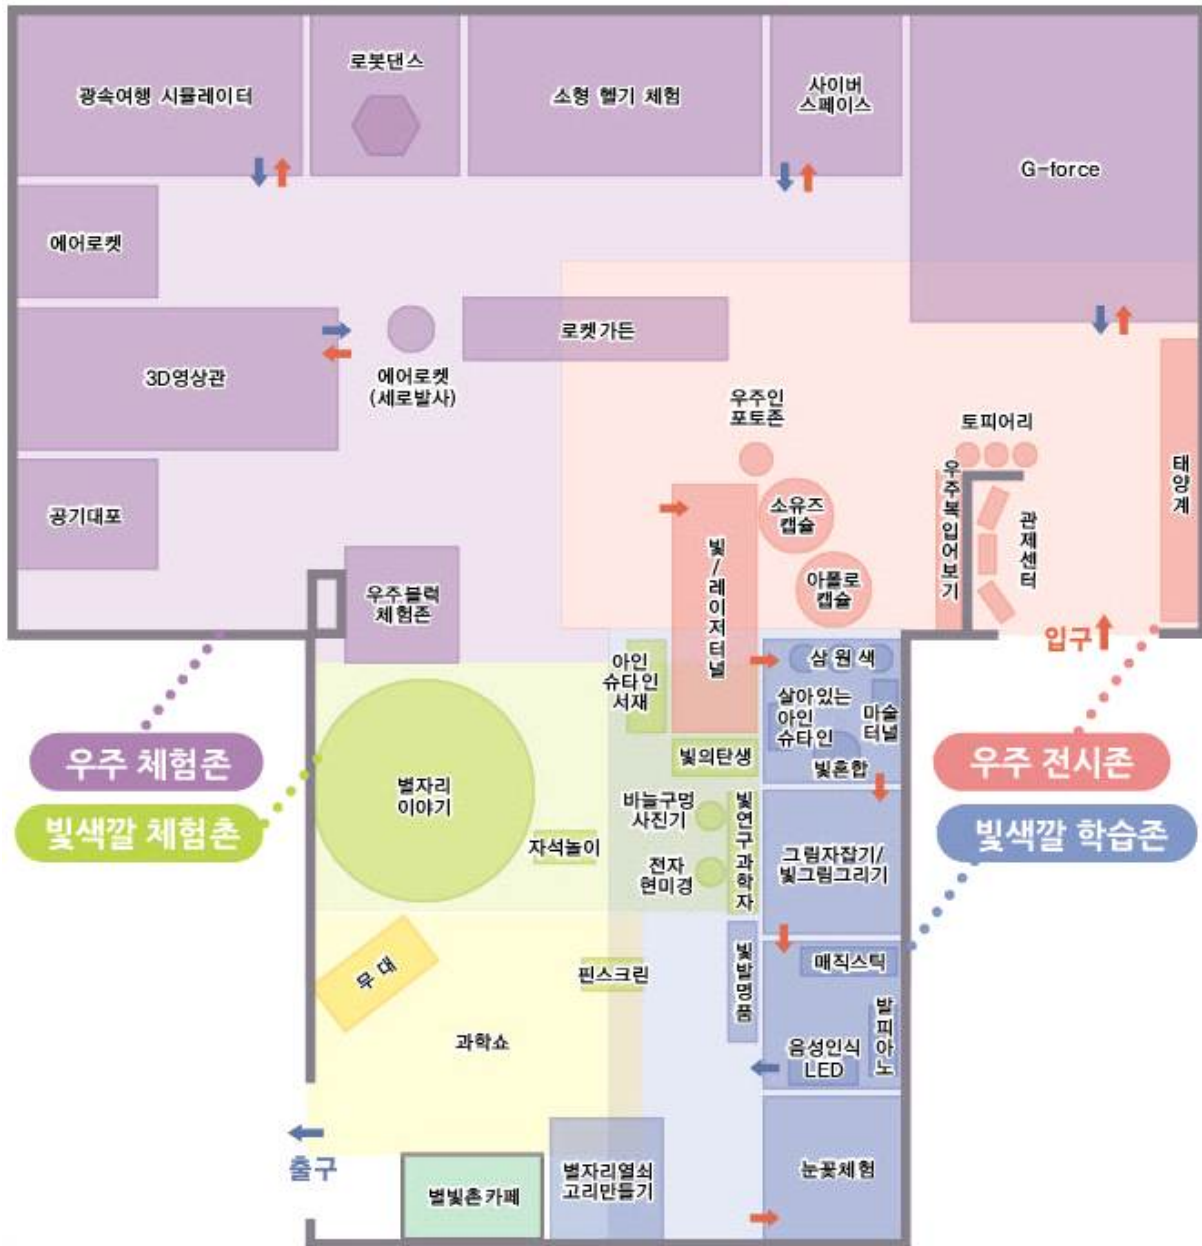 광속여행 시뮬레이터
로봇댄스
소형 헬기 체험
사이버
스페이스
G-force
에어로켓
3D영상관
에어로켓
(세로발사)
로켓가든
우주인
포토존
토피어리
태양계
공기대포
소유즈
캡슐
우주복입어보기
관제센터
빛/레이저터널
아폴로
캡슐
우주블럭
체험존
입구
아인
슈타인
서재
삼원색
살아있는
아인
슈타인
마술
터널
우주 체험존
빛의탄생
빛혼합
우주 전시존
별자리
이야기
바늘구멍
사진기
빛연구과학자
빛색깔 체험촌
자석놀이
전자
현미경
그림자잡기/
빛그림그리기
빛색깔 학습존
무대
핀스크린
빛발명품
매직스틱
과학쇼
음성인식
LED
발피아노
출구
별빛촌카페
별자리열쇠
고리만들기
눈꽃체험